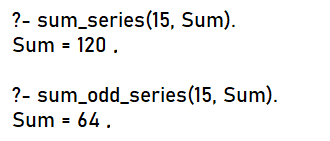 ?- sum_series(15, Sum).
Sum = 120 .
?- sum_odd_series(15, Sum).
Sum = 64 .